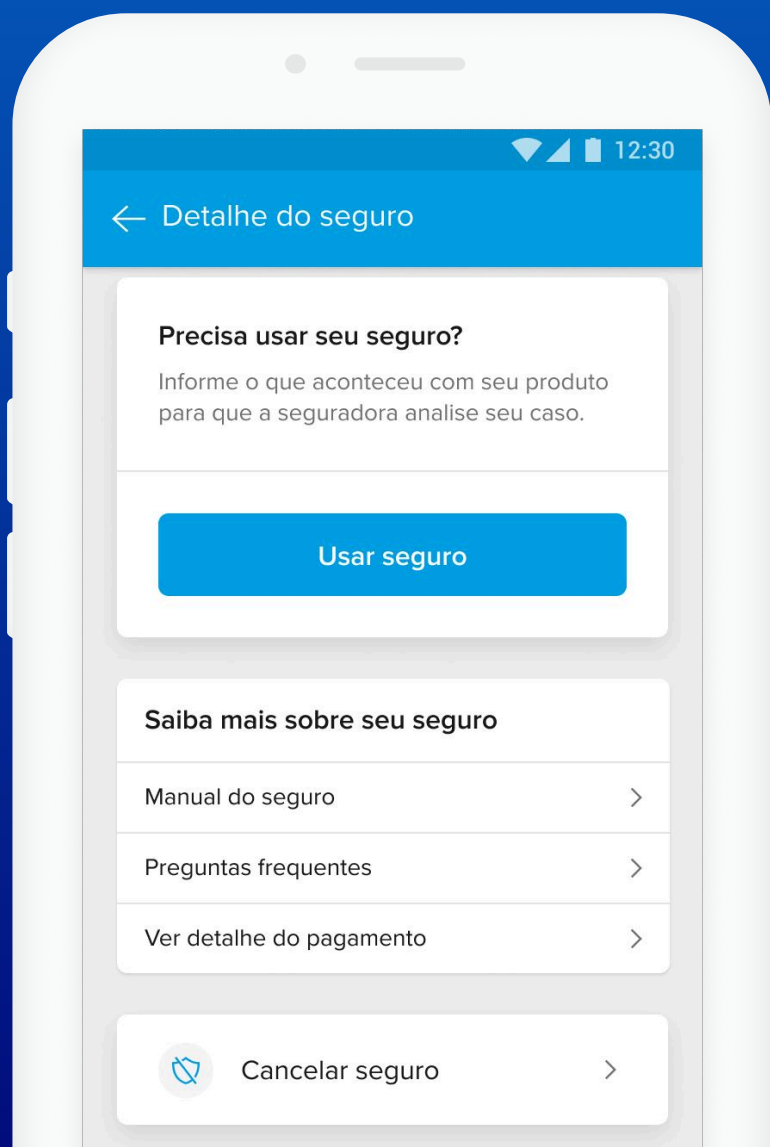 12:30
Detalhe do seguro
Precisa usar seu seguro?
Informe o que aconteceu com seu produto
para que a seguradora analise seu caso.
Usar seguro
Saiba mais sobre seu seguro
Manual do seguro
Preguntas frequentes
Ver detalhe do pagamento
Cancelar seguro